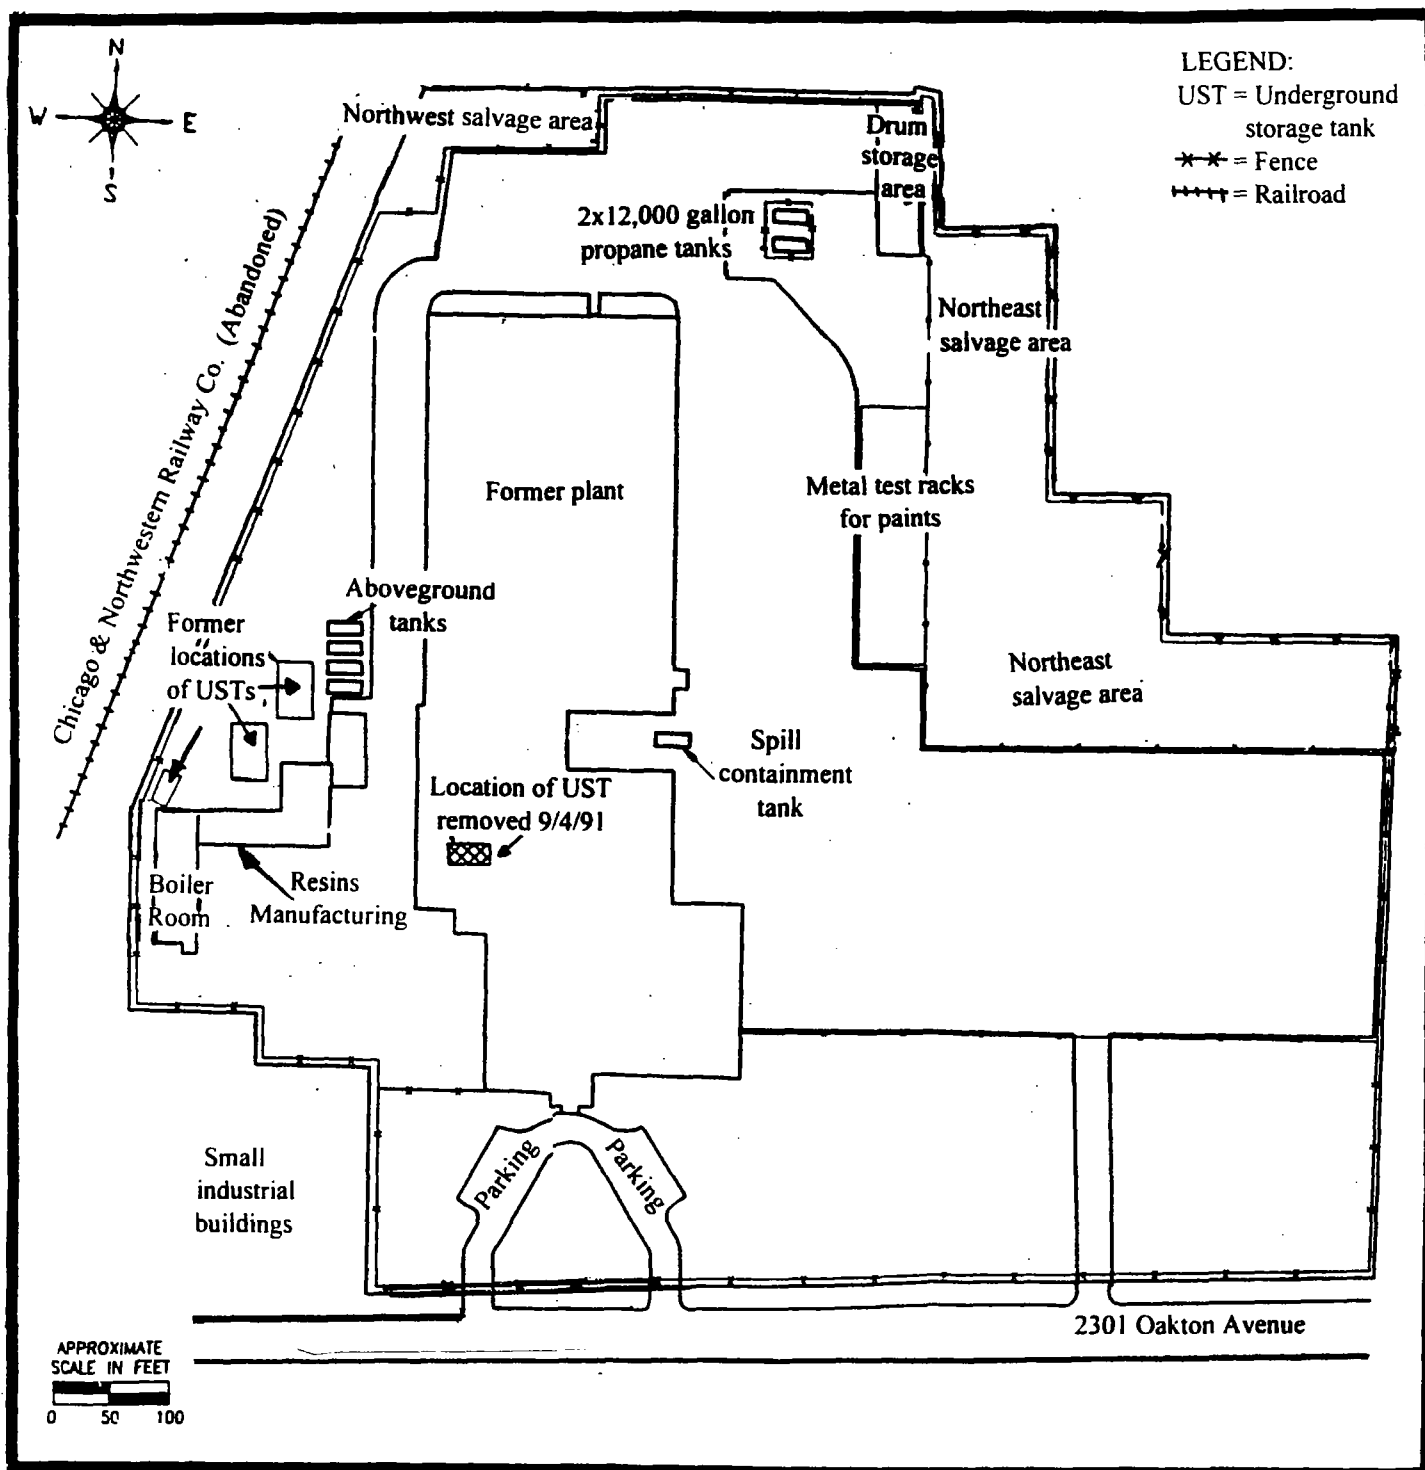 N
W
E
S
LEGEND:
UST = Underground
storage tank
= Fence
= Railroad
Northwest salvage area
Drum
storage
area
2x12,000 gallon
propane tanks
Northeast
salvage area
Chicago & Northwestern Railway Co. (Abandoned)
Former plant
Metal test racks
for paints
Aboveground
tanks
Former
locations
of USTs
Northeast
salvage area
Spill
containment
tank
Location of UST
removed 9/4/91
Boiler
Room
Resins
Manufacturing
Small
industrial
buildings
Parking
Parking
2301 Oakton Avenue
APPROXIMATE
SCALE IN FEET
0 50 100